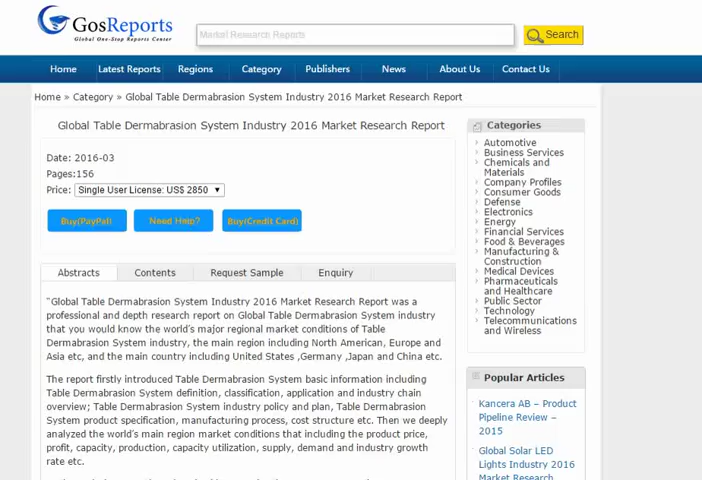 GosReports
Global One-Stop Reports Center
Market Research Reports
Search
Home Latest Reports Regions Category Publishers News About Us Contact Us
Home » Category » Global Table Dermabrasion System Industry 2016 Market Research Report
Global Table Dermabrasion System Industry 2016 Market Research Report
Date: 2016-03
Pages:156
Price: Single User License: US$ 2850
Buy(PayPal) Need Help? Buy(Credit Card)
Abstracts Contents Request Sample Enquiry
"Global Table Dermabrasion System Industry 2016 Market Research Report was a
professional and depth research report on Global Table Dermabrasion System industry
that you would know the world's major regional market conditions of Table
Dermabrasion System industry, the main region including North American, Europe and
Asia etc, and the main country including United States ,Germany ,Japan and China etc.
The report firstly introduced Table Dermabrasion System basic information including
Table Dermabrasion System definition, classification, application and industry chain
overview; Table Dermabrasion System industry policy and plan, Table Dermabrasion
System product specification, manufacturing process, cost structure etc. Then we deeply
analyzed the world's main region market conditions that including the product price,
profit, capacity, production, capacity utilization, supply, demand and industry growth
rate etc.
Categories
Automotive
Business Services
Chemicals and
Materials
Company Profiles
Consumer Goods
Defense
Electronics
Energy
Financial Services
Food & Beverages
Manufacturing &
Construction
Medical Devices
Pharmaceuticals
and Healthcare
Public Sector
Technology
Telecommunications
and Wireless
Popular Articles
Kancera AB – Product
Pipeline Review –
2015
Global Solar LED
Lights Industry 2016
Market Research